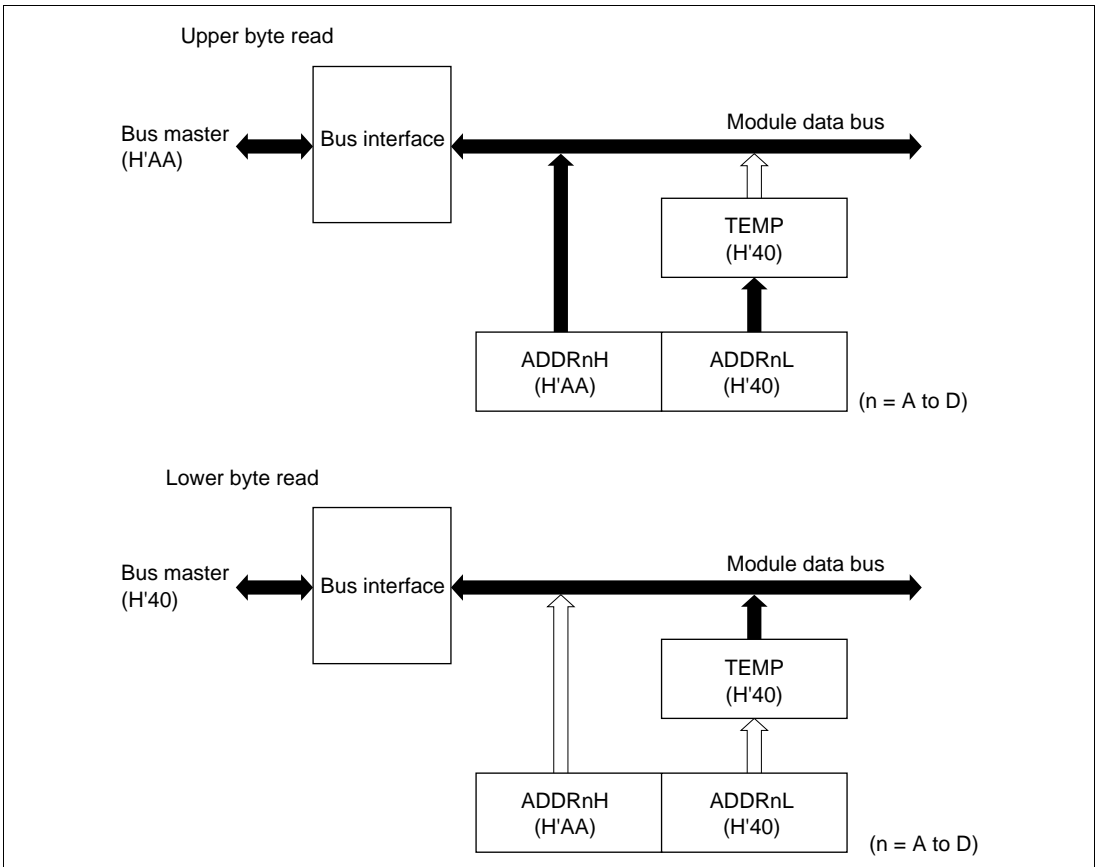 Upper byte read
Bus master
(H'AA)
Bus interface
Module data bus
TEMP
(H'40)
ADDRnH
(H'AA)
ADDRnL
(H'40)
(n = A to D)
Lower byte read
Bus master
(H'40)
Bus interface
Module data bus
TEMP
(H'40)
ADDRnH
(H'AA)
ADDRnL
(H'40)
(n = A to D)